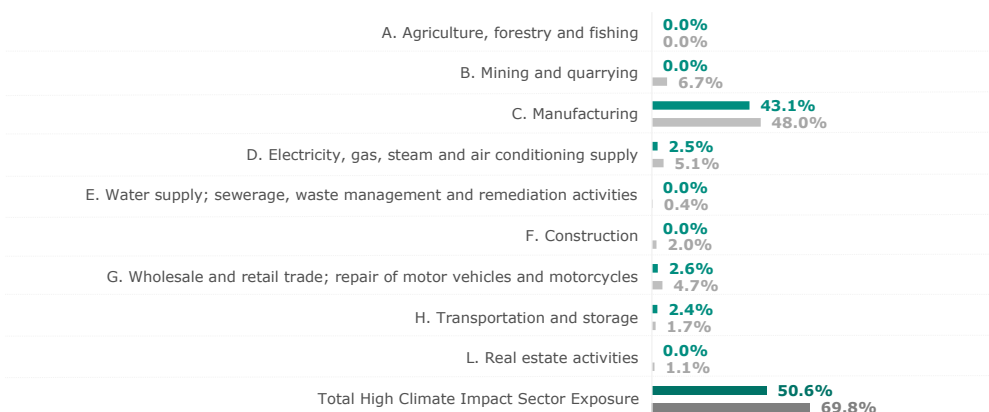 A. Agriculture, forestry and fishing
0.0%
0.0%
B. Mining and quarrying
0.0%
6.7%
C. Manufacturing
43.1%
48.0%
D. Electricity, gas, steam and air conditioning supply
2.5%
5.1%
E. Water supply; sewerage, waste management and remediation activities
0.0%
0.4%
F. Construction
0.0%
2.0%
G. Wholesale and retail trade; repair of motor vehicles and motorcycles
2.6%
4.7%
H. Transportation and storage
2.4%
1.7%
L. Real estate activities
0.0%
1.1%
Total High Climate Impact Sector Exposure
50.6%
69.8%